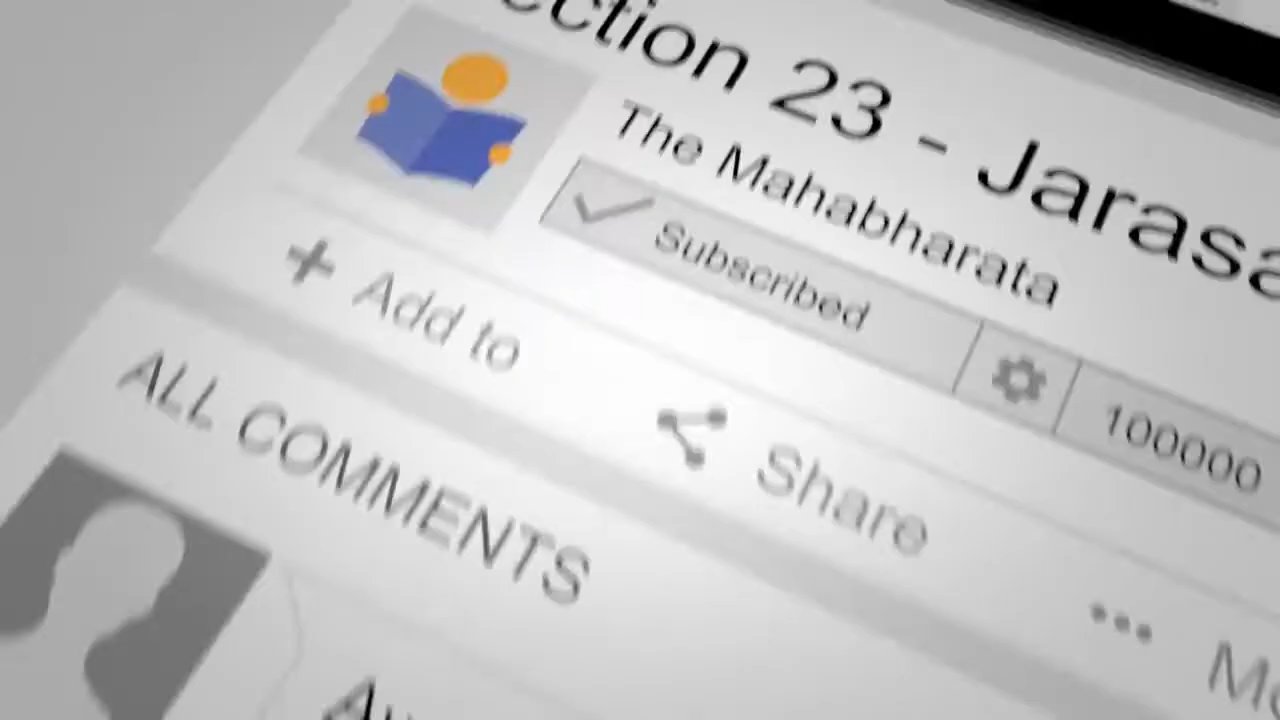 ection 23 - Jarasa
The Mahabharata
Subscribed
100000
Add to
Share
ALL COMMENTS